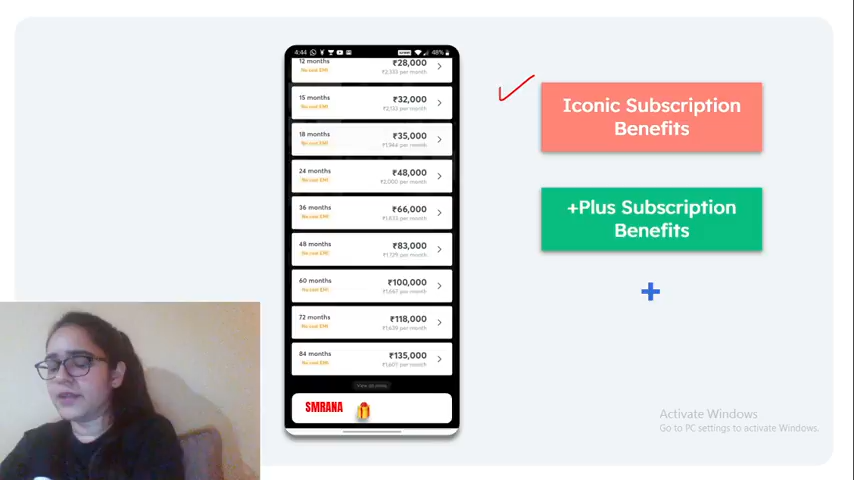 4:44
48%
12 months
No cost EMI
₹28,000
₹2,333 per month
15 months
No cost EMI
₹32,000
₹2,133 per month
18 months
No cost EMI
₹35,000
₹1,944 per month
24 months
No cost EMI
₹48,000
₹2,000 per month
36 months
No cost EMI
₹66,000
₹1,833 per month
48 months
No cost EMI
₹83,000
₹1,729 per month
60 months
No cost EMI
₹100,000
₹1,667 per month
72 months
No cost EMI
₹118,000
₹1,639 per month
84 months
No cost EMI
₹135,000
₹1,607 per month
SMRANA
Iconic Subscription
Benefits
+Plus Subscription
Benefits
+
Activate Windows
Go to PC settings to activate Windows.